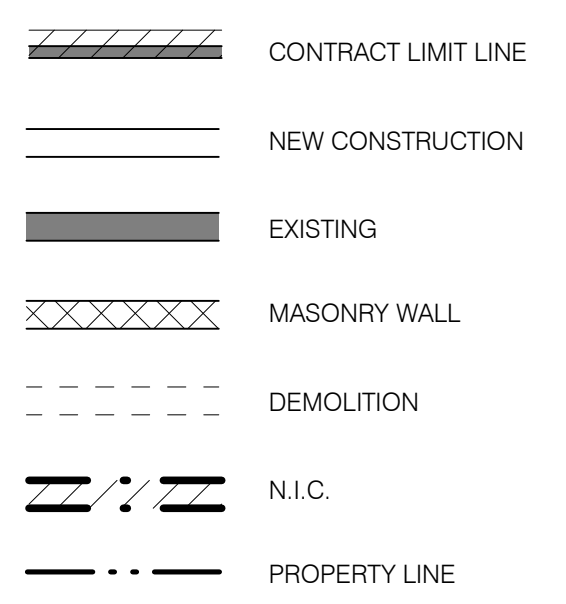 CONTRACT LIMIT LINE
NEW CONSTRUCTION
EXISTING
MASONRY WALL
DEMOLITION
N.I.C.
PROPERTY LINE